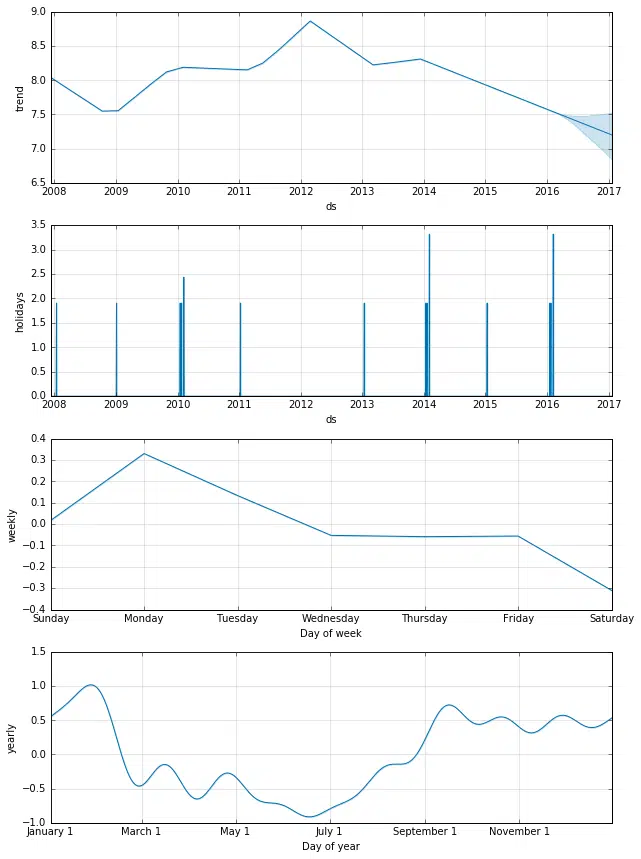 9.0
8.5
8.0
7.5
7.0
6.5
trend
2008 2009 2010 2011 2012 2013 2014 2015 2016 2017
ds
3.5
3.0
2.5
2.0
1.5
1.0
0.5
0.0
holidays
2008 2009 2010 2011 2012 2013 2014 2015 2016 2017
ds
0.4
0.3
0.2
0.1
0.0
−0.1
−0.2
−0.3
−0.4
weekly
Sunday Monday Tuesday Wednesday Thursday Friday Saturday
Day of week
1.5
1.0
0.5
0.0
−0.5
−1.0
yearly
January 1 March 1 May 1 July 1 September 1 November 1
Day of year